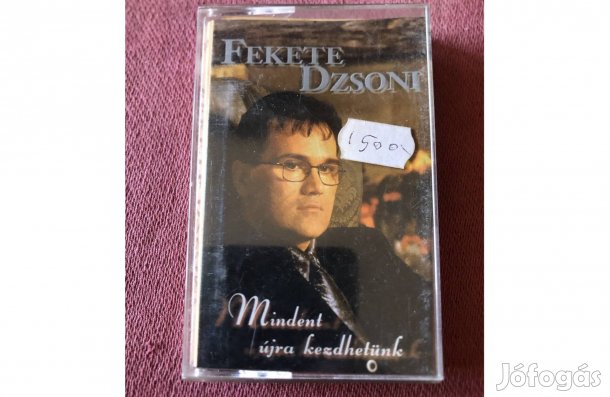 FEKETE
DZSONI
1500.-
Mindent
újra kezdhetünk
Jófogás